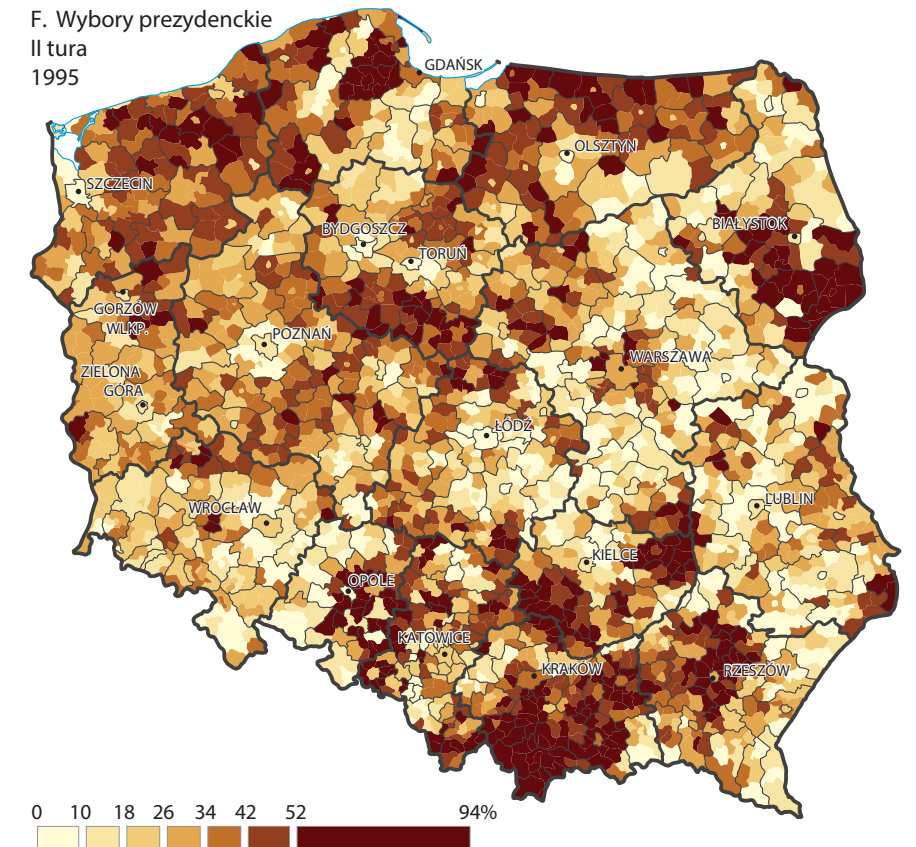 F. Wybory prezydenckie
II tura
1995
GDAŃSK
OLSZTYN
SZCZECIN
BIAŁYSTOK
BYDGOSZCZ
TORUŃ
GORZÓW
WLKP.
POZNAŃ
WARSZAWA
ZIELONA
GÓRA
ŁÓDŹ
WROCŁAW
LUBLIN
KIELCE
OPOLE
KATOWICE
KRAKÓW
RZESZÓW
0 10 18 26 34 42 52 94%